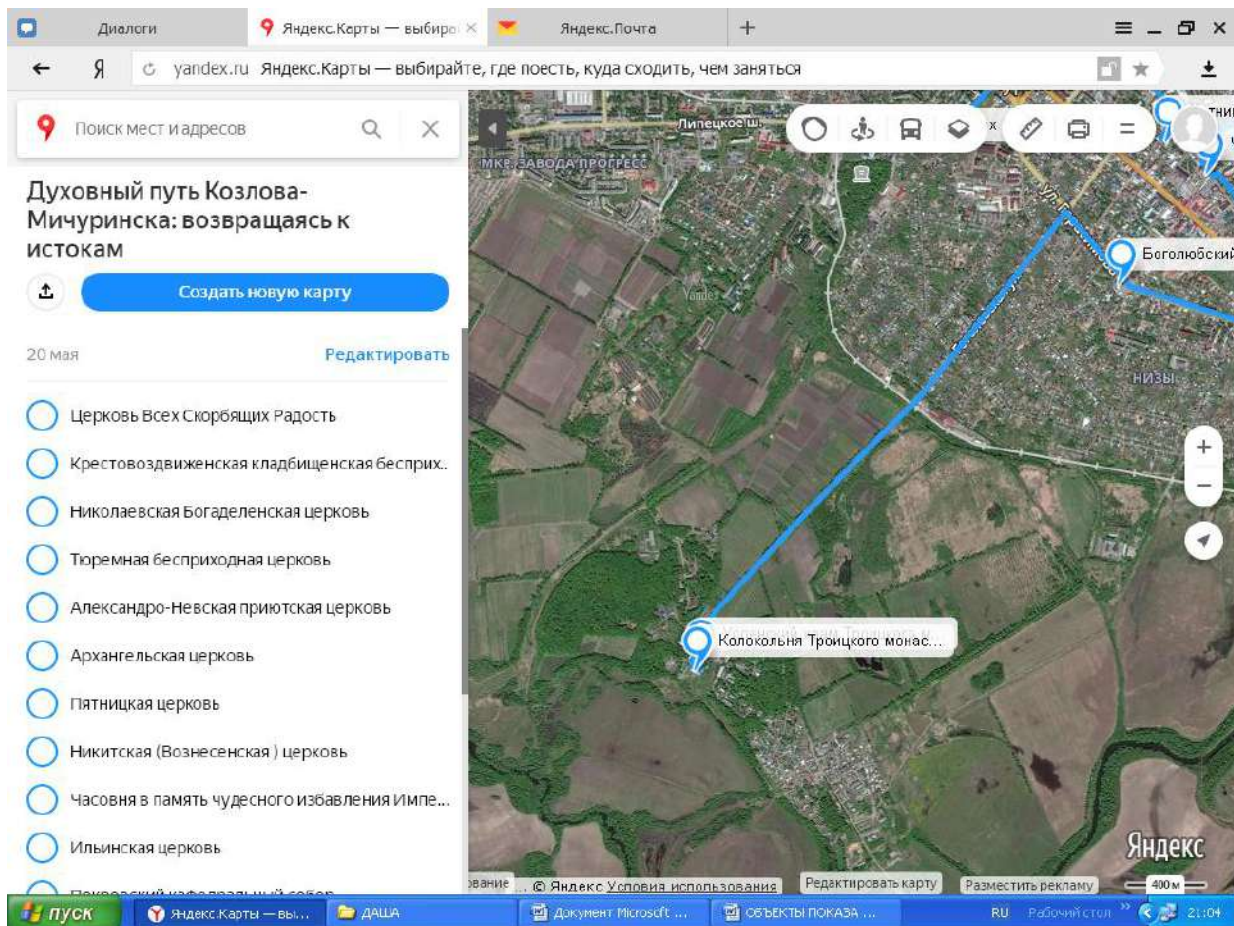 Диалоги
Яндекс.Карты — выбира
Яндекс.Почта
yandex.ru Яндекс.Карты — выбирайте, где поесть, куда сходить, чем заняться
Поиск мест и адресов
Духовный путь Козлова-
Мичуринска: возвращаясь к
истокам
Создать новую карту
20 мая
Редактировать
Церковь Всех Скорбящих Радость
Крестовоздвиженская кладбищенская бесприх..
Николаевская Богаделенская церковь
Тюремная бесприходная церковь
Александро-Невская приютская церковь
Архангельская церковь
Пятницкая церковь
Никитская (Вознесенская ) церковь
Часовня в память чудесного избавления Импе...
Ильинская церковь
Покровский кафедральный собор
Липецкое ш.
МКР. ЗАВОДА ПРОГРЕСС
Yandex
Боголюбский
НИЗЫ
Колокольня Троицкого монас...
Яндекс
© Яндекс Условия использования
Редактировать карту
Разместить рекламу
400 м
пуск
Яндекс.Карты — вы...
ДАША
Документ Microsoft ...
ОБЪЕКТЫ ПОКАЗА ...
RU
Рабочий стол
21:04